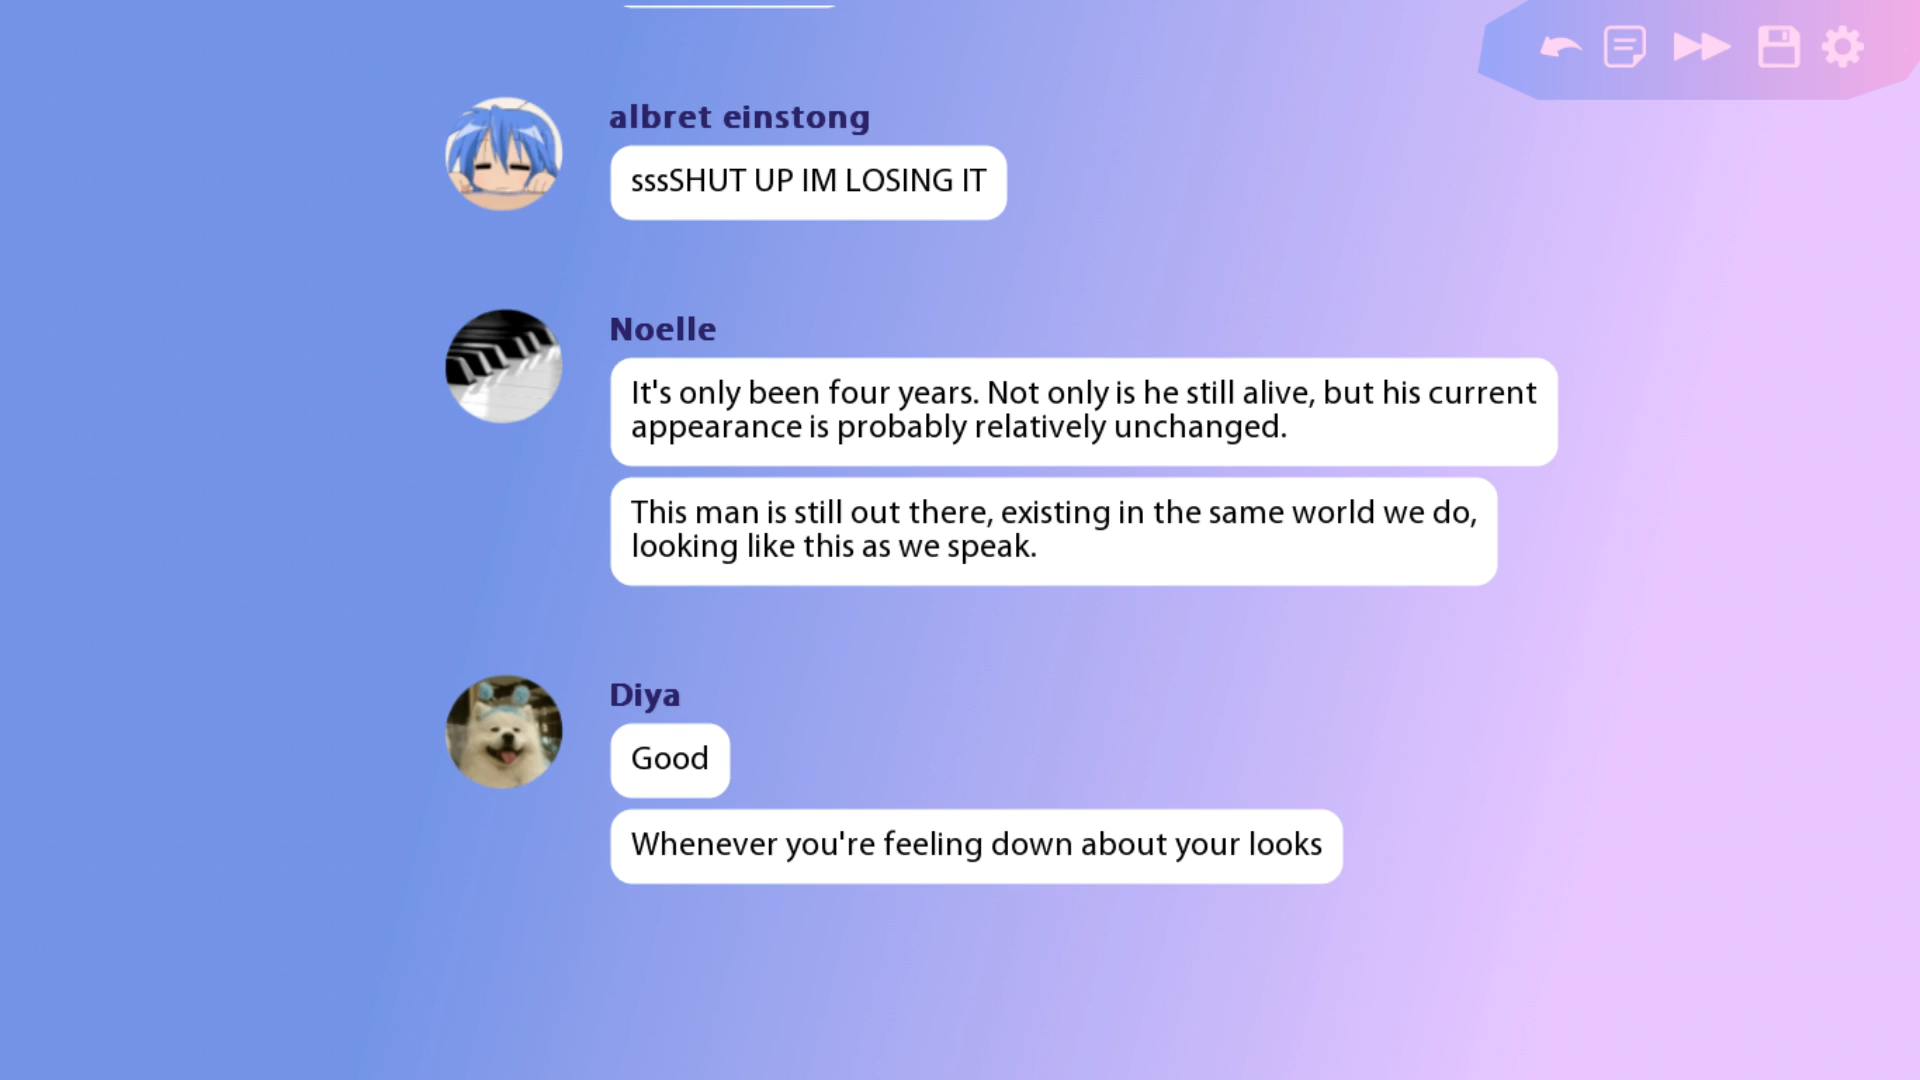 albret einstong
sssSHUT UP IM LOSING IT
Noelle
It's only been four years. Not only is he still alive, but his current
appearance is probably relatively unchanged.
This man is still out there, existing in the same world we do,
looking like this as we speak.
Diya
Good
Whenever you're feeling down about your looks